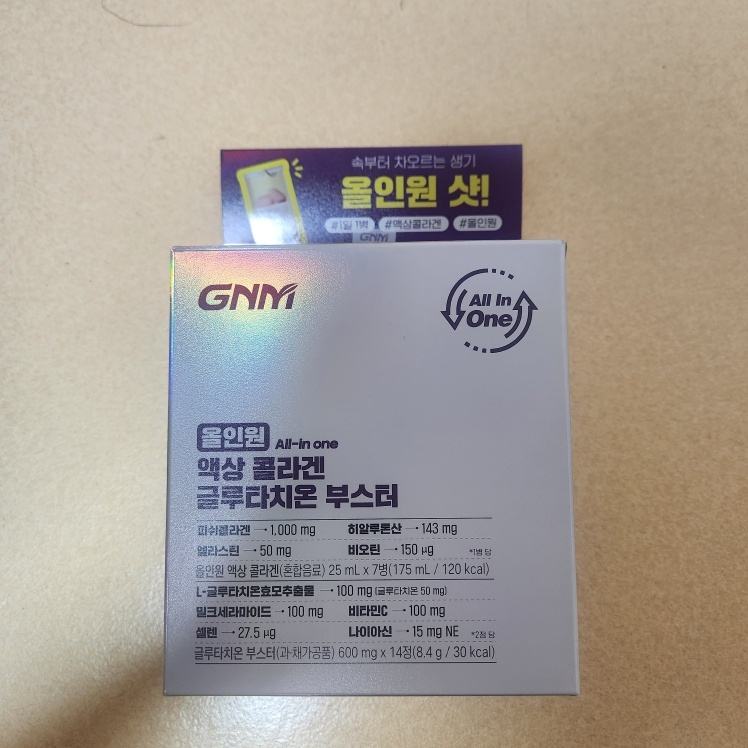 속부터 차오르는 생기
올인원 샷!
#1일 1병 #액상콜라겐 #올인원
GNM
GNM
All In
One
올인원 All-in one
액상 콜라겐
글루타치온 부스터
피쉬콜라겐 → 1,000 mg 히알루론산 → 143 mg
엘라스틴 → 50 mg 비오틴 → 150 μg *1병 당
올인원 액상 콜라겐(혼합음료) 25 mL x 7병(175 mL / 120 kcal)
L-글루타치온효모추출물 → 100 mg (글루타치온 50 mg)
밀크세라마이드 → 100 mg 비타민C → 100 mg
셀렌 → 27.5 μg 나이아신 → 15 mg NE *2정 당
글루타치온 부스터(과·채가공품) 600 mg x 14정(8.4 g / 30 kcal)